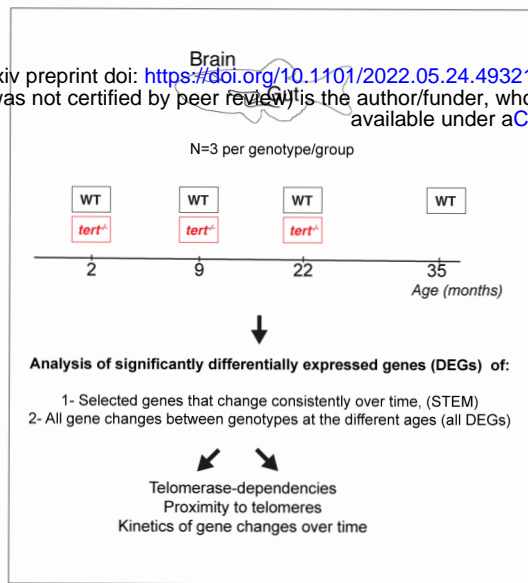 Brain
xiv preprint doi: https://doi.org/10.1101/2022.05.24.49321
was not certified by peer review) is the author/funder, who
Gut
available under aC
N=3 per genotype/group
WT WT WT WT
tert-/- tert-/- tert-/-
2 9 22 35
Age (months)
Analysis of significantly differentially expressed genes (DEGs) of:
1- Selected genes that change consistently over time, (STEM)
2- All gene changes between genotypes at the different ages (all DEGs)
Telomerase-dependencies
Proximity to telomeres
Kinetics of gene changes over time